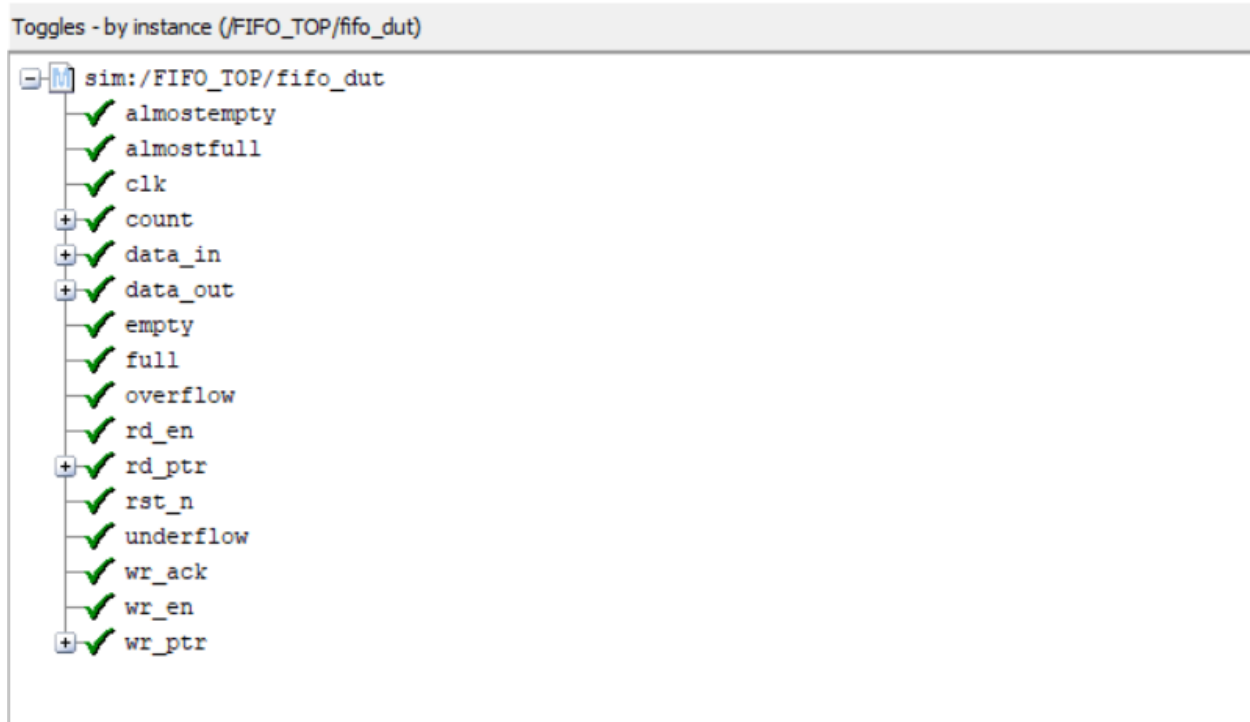 Toggles - by instance (/FIFO_TOP/fifo_dut)
sim:/FIFO_TOP/fifo_dut
almostempty
almostfull
clk
count
data_in
data_out
empty
full
overflow
rd_en
rd_ptr
rst_n
underflow
wr_ack
wr_en
wr_ptr